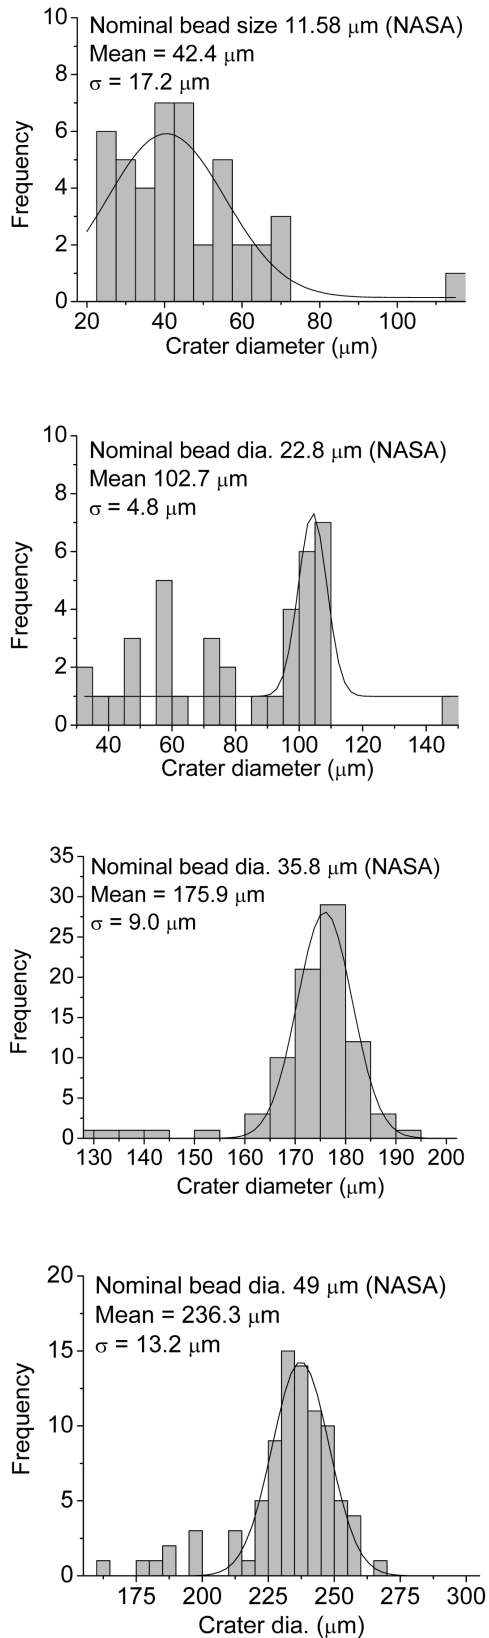 Nominal bead size 11.58 μm (NASA)
Mean = 42.4 μm
σ = 17.2 μm
10
8
6
4
2
0
Frequency
20 40 60 80 100
Crater diameter (μm)
Nominal bead dia. 22.8 μm (NASA)
Mean 102.7 μm
σ = 4.8 μm
10
8
6
4
2
0
Frequency
40 60 80 100 120 140
Crater diameter (μm)
Nominal bead dia. 35.8 μm (NASA)
Mean = 175.9 μm
σ = 9.0 μm
35
30
25
20
15
10
5
0
Frequency
130 140 150 160 170 180 190 200
Crater diameter (μm)
Nominal bead dia. 49 μm (NASA)
Mean = 236.3 μm
σ = 13.2 μm
20
15
10
5
0
Frequency
175 200 225 250 275 300
Crater dia. (μm)